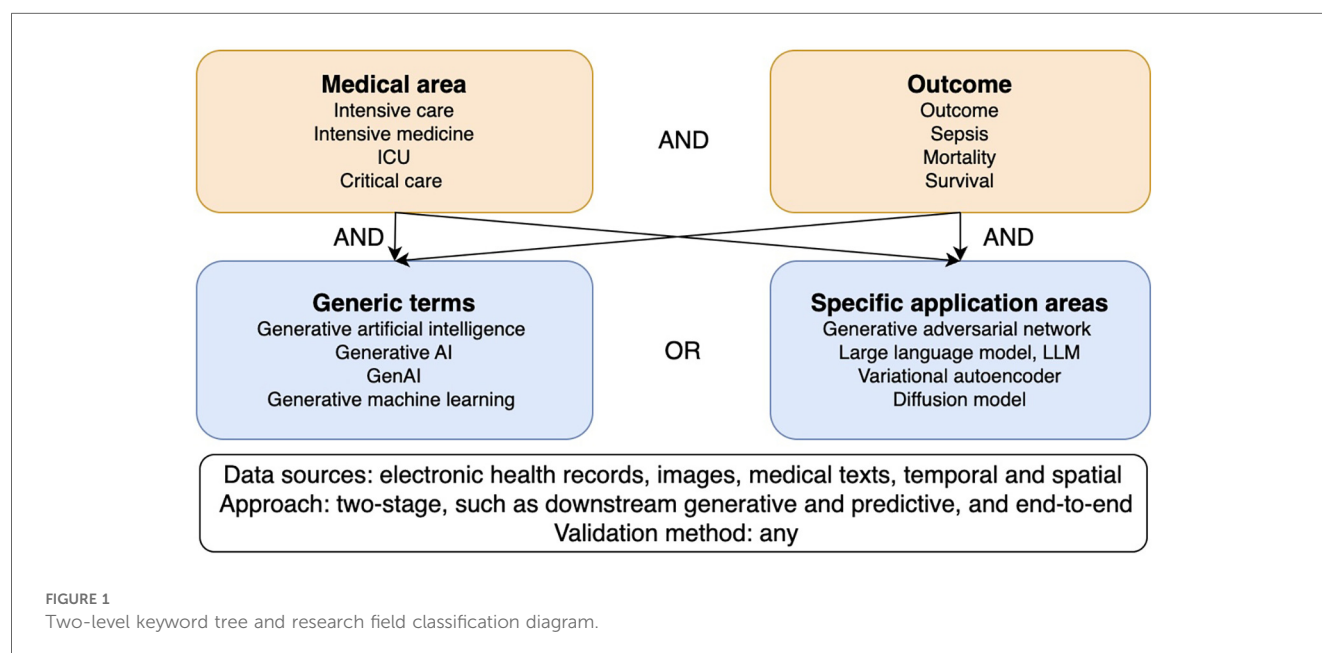 Medical area
Intensive care
Intensive medicine
ICU
Critical care
AND
Outcome
Outcome
Sepsis
Mortality
Survival
AND
AND
Generic terms
Generative artificial intelligence
Generative AI
GenAI
Generative machine learning
OR
Specific application areas
Generative adversarial network
Large language model, LLM
Variational autoencoder
Diffusion model
Data sources: electronic health records, images, medical texts, temporal and spatial
Approach: two-stage, such as downstream generative and predictive, and end-to-end
Validation method: any
FIGURE 1
Two-level keyword tree and research field classification diagram.